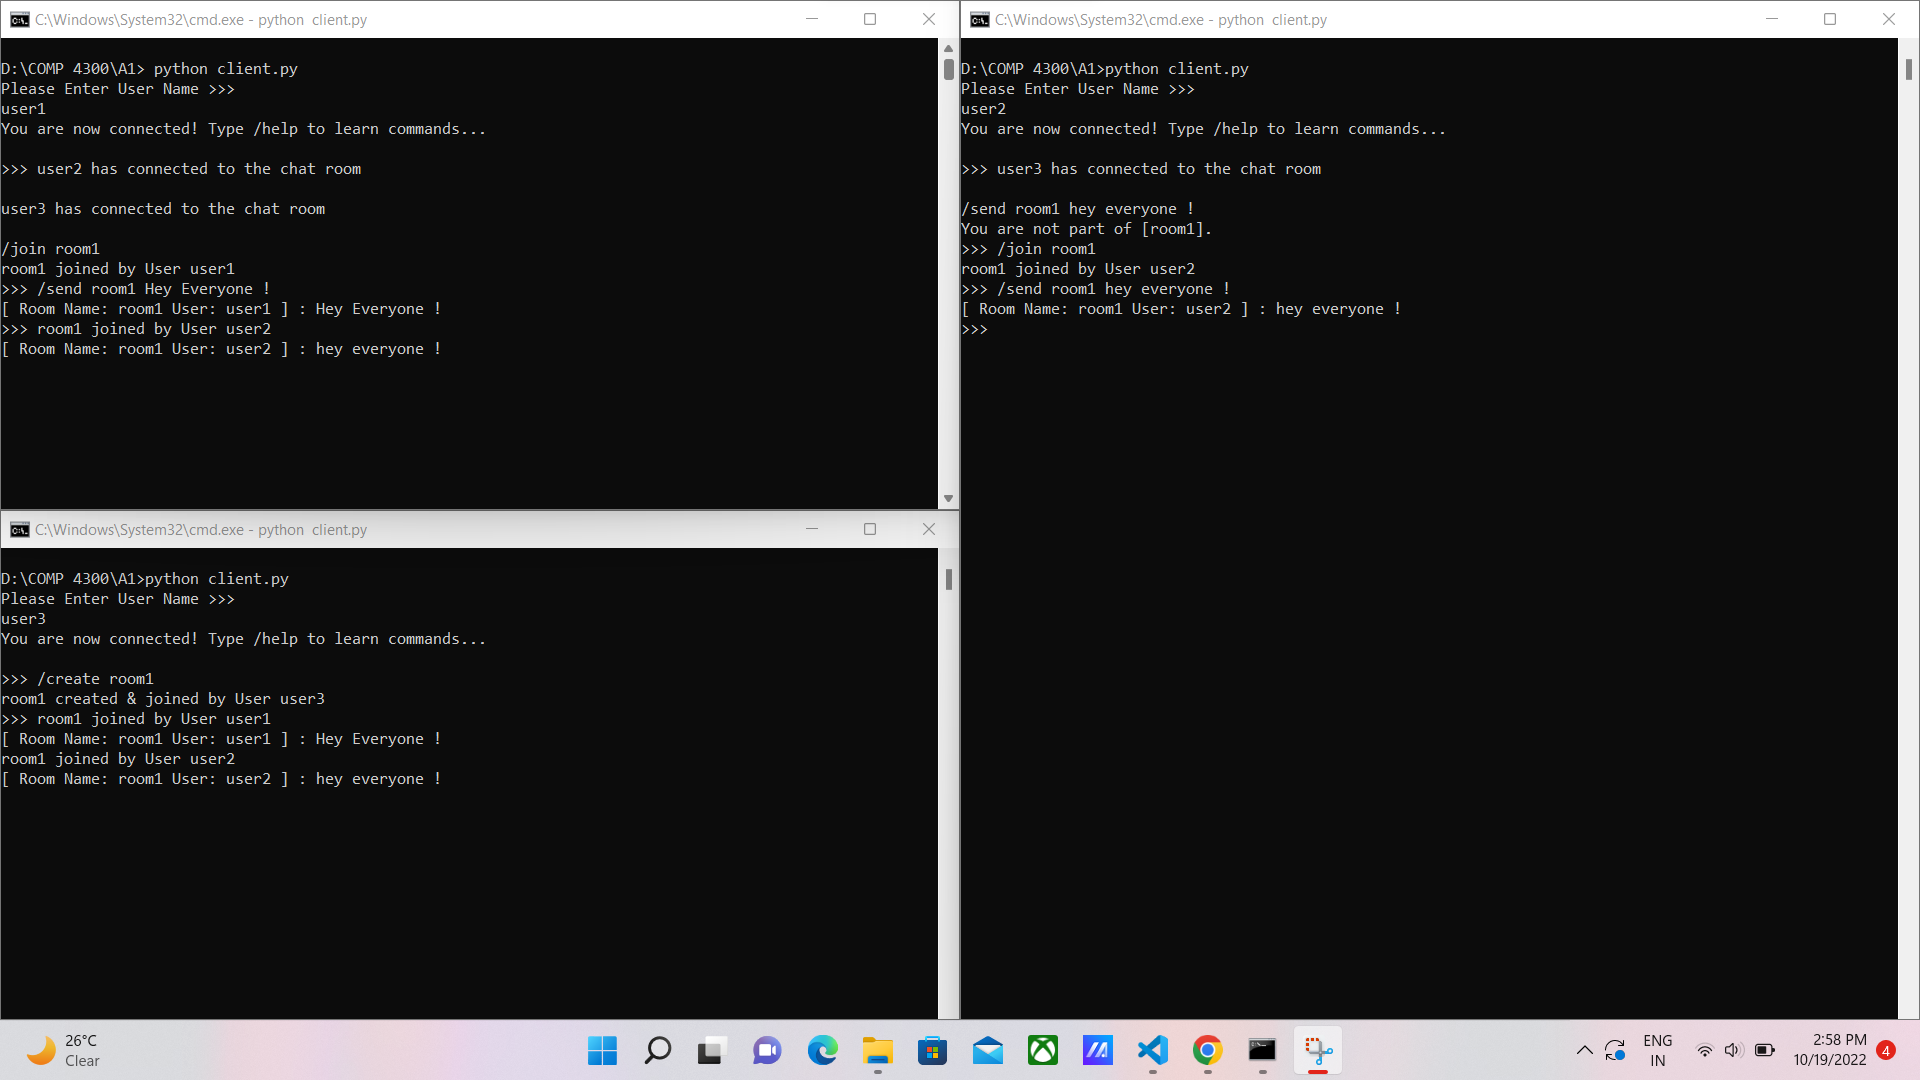 C:\Windows\System32\cmd.exe - python  client.py
D:\COMP 4300\A1> python client.py
Please Enter User Name >>>
user1
You are now connected! Type /help to learn commands...
>>> user2 has connected to the chat room
user3 has connected to the chat room
/join room1
room1 joined by User user1
>>> /send room1 Hey Everyone !
[ Room Name: room1 User: user1 ] : Hey Everyone !
>>> room1 joined by User user2
[ Room Name: room1 User: user2 ] : hey everyone !
C:\Windows\System32\cmd.exe - python  client.py
D:\COMP 4300\A1>python client.py
Please Enter User Name >>>
user2
You are now connected! Type /help to learn commands...
>>> user3 has connected to the chat room
/send room1 hey everyone !
You are not part of [room1].
>>> /join room1
room1 joined by User user2
>>> /send room1 hey everyone !
[ Room Name: room1 User: user2 ] : hey everyone !
>>>
C:\Windows\System32\cmd.exe - python  client.py
D:\COMP 4300\A1>python client.py
Please Enter User Name >>>
user3
You are now connected! Type /help to learn commands...
>>> /create room1
room1 created & joined by User user3
>>> room1 joined by User user1
[ Room Name: room1 User: user1 ] : Hey Everyone !
room1 joined by User user2
[ Room Name: room1 User: user2 ] : hey everyone !
26°C
Clear
ENG
IN
2:58 PM
10/19/2022
4